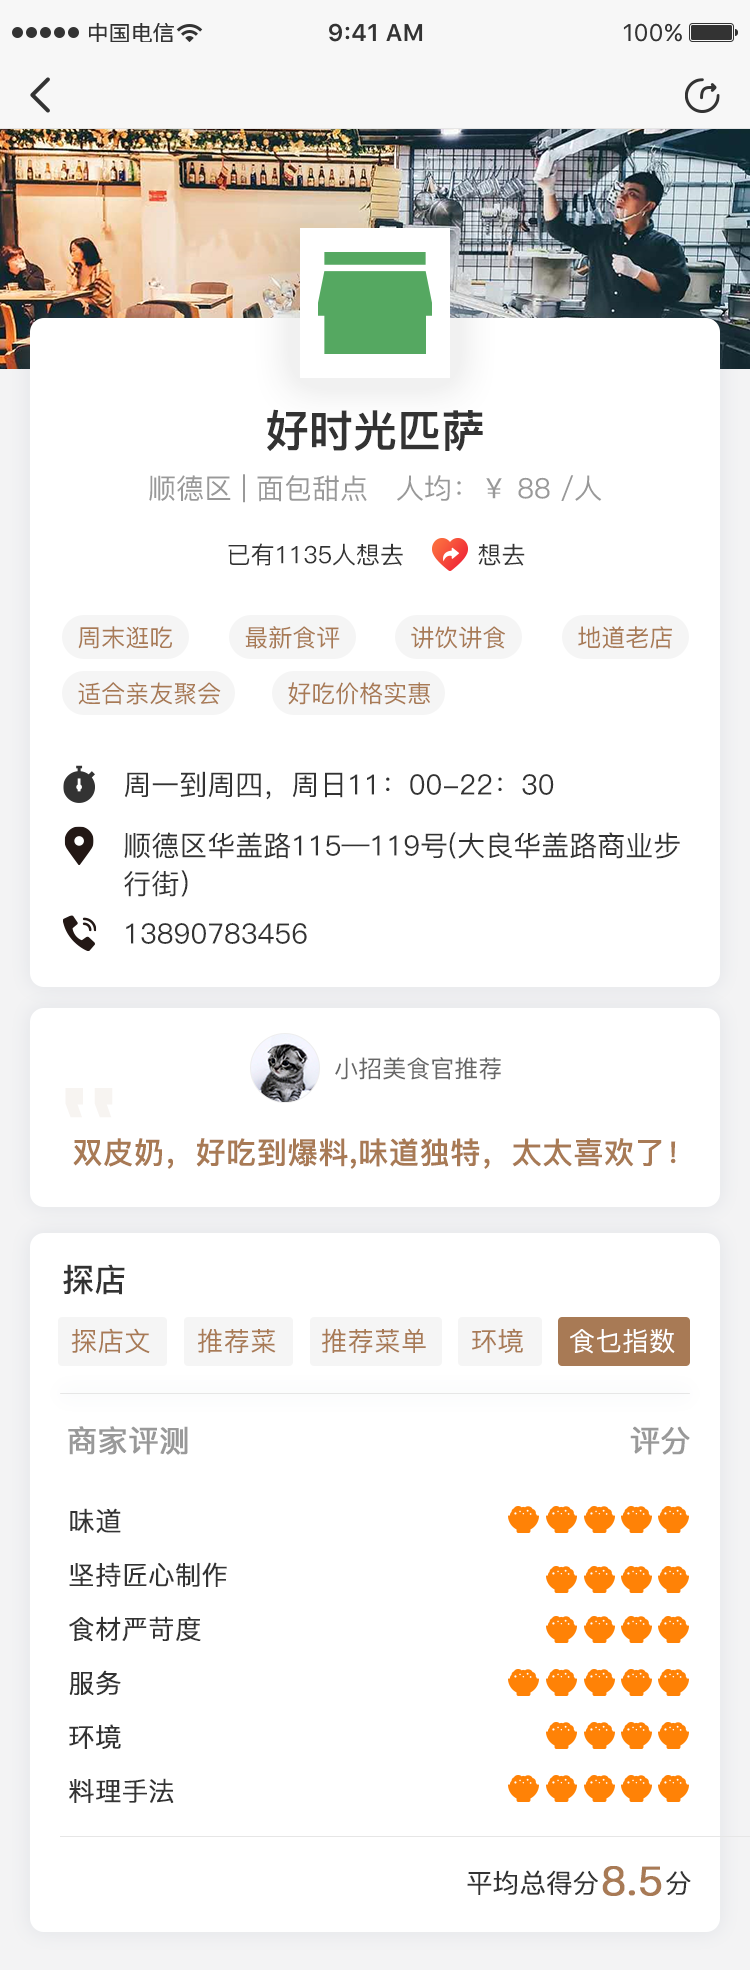 中国电信 9:41 AM 100%
好时光匹萨
顺德区 | 面包甜点 人均：￥ 88 /人
已有1135人想去 想去
周末逛吃 最新食评 讲饮讲食 地道老店
适合亲友聚会 好吃价格实惠
周一到周四，周日11：00-22：30
顺德区华盖路115—119号(大良华盖路商业步
行街)
13890783456
小招美食官推荐
双皮奶，好吃到爆料,味道独特，太太喜欢了！
探店
探店文 推荐菜 推荐菜单 环境 食乜指数
商家评测 评分
味道
坚持匠心制作
食材严苛度
服务
环境
料理手法
平均总得分8.5分